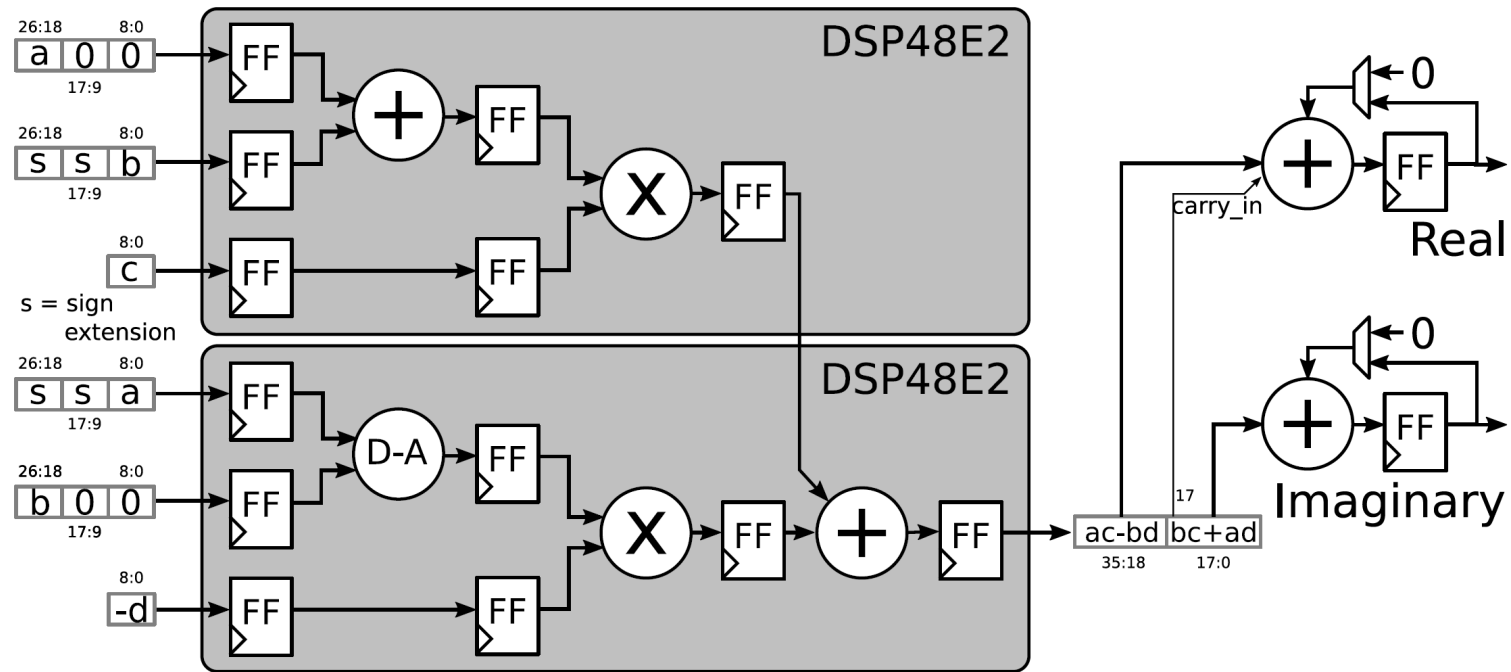 DSP48E2
26:18 8:0
a 0 0
17:9
FF
+
FF
26:18 8:0
s s b
17:9
FF
X
FF
8:0
c
FF
FF
s = sign
extension
DSP48E2
26:18 8:0
s s a
17:9
FF
D-A
FF
26:18 8:0
b 0 0
17:9
FF
X
FF
+
FF
8:0
-d
FF
FF
0
+
FF
carry_in
Real
0
+
FF
Imaginary
17
ac-bd bc+ad
35:18 17:0